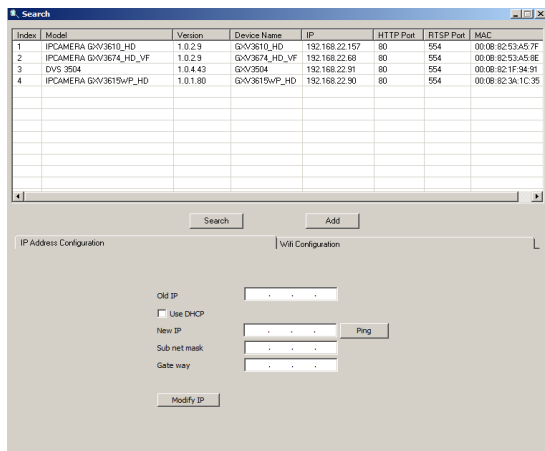 Search
Index Model Version Device Name IP HTTP Port RTSP Port MAC
1 IPCAMERA GXV3610_HD 1.0.2.9 GXV3610_HD 192.168.22.157 80 554 00:0B:82:53:A5:7F
2 IPCAMERA GXV3674_HD_VF 1.0.2.9 GXV3674_HD_VF 192.168.22.68 80 554 00:0B:82:53:A5:8E
3 DVS 3504 1.0.4.43 GXV3504 192.168.22.91 80 554 00:0B:82:1F:94:91
4 IPCAMERA GXV3615WP_HD 1.0.1.80 GXV3615WP_HD 192.168.22.90 80 554 00:0B:82:3A:1C:35
Search Add
IP Address Configuration Wifi Configuration
Old IP . . .
Use DHCP
New IP . . . Ping
Sub net mask . . .
Gate way . . .
Modify IP